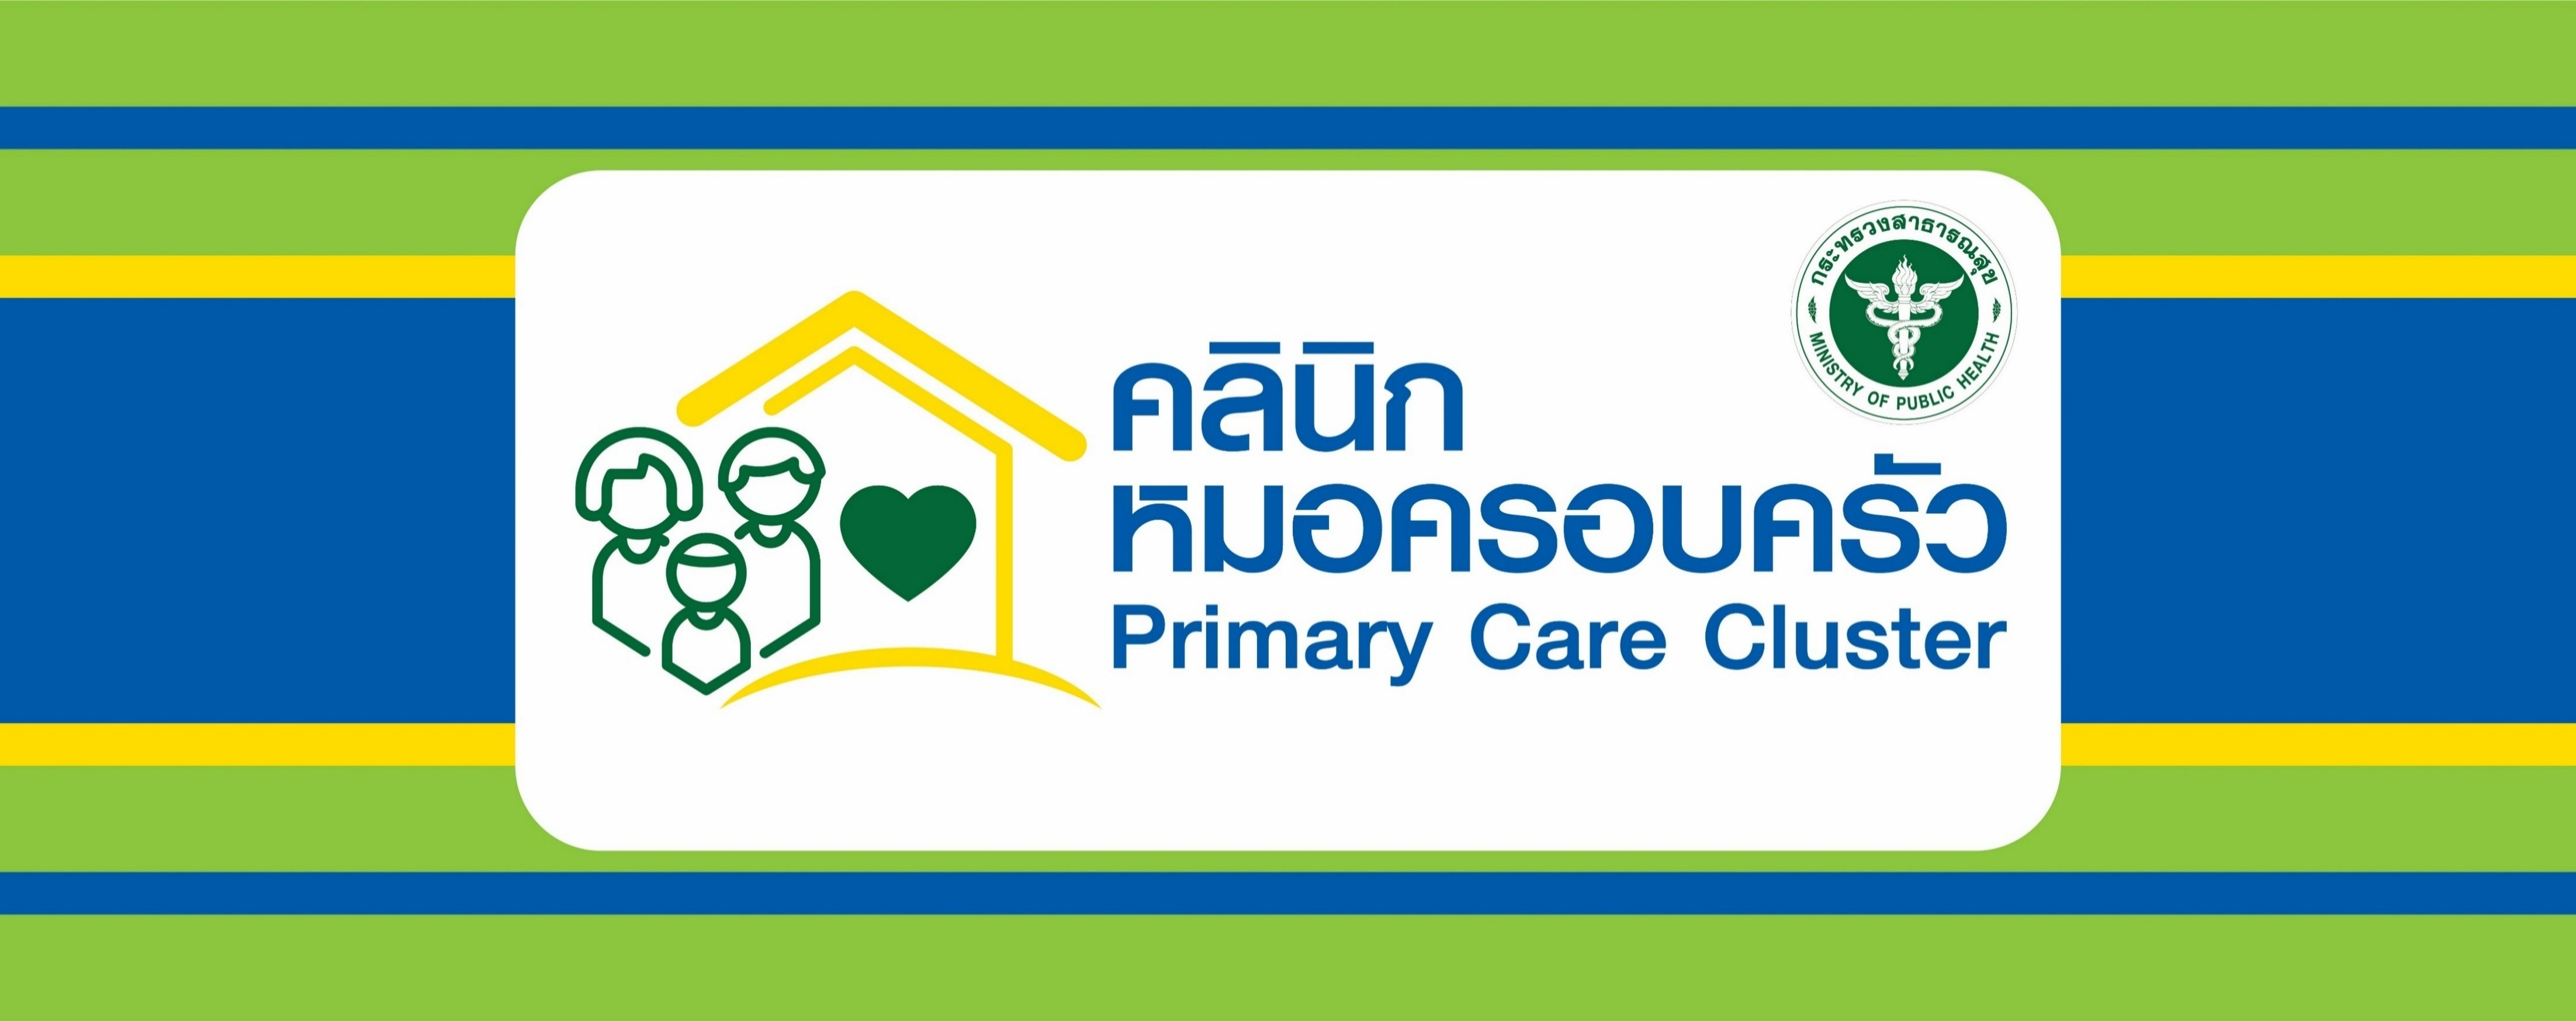 กระทรวงสาธารณสุข
MINISTRY OF PUBLIC HEALTH
คลินิก
หมอครอบครัว
Primary Care Cluster